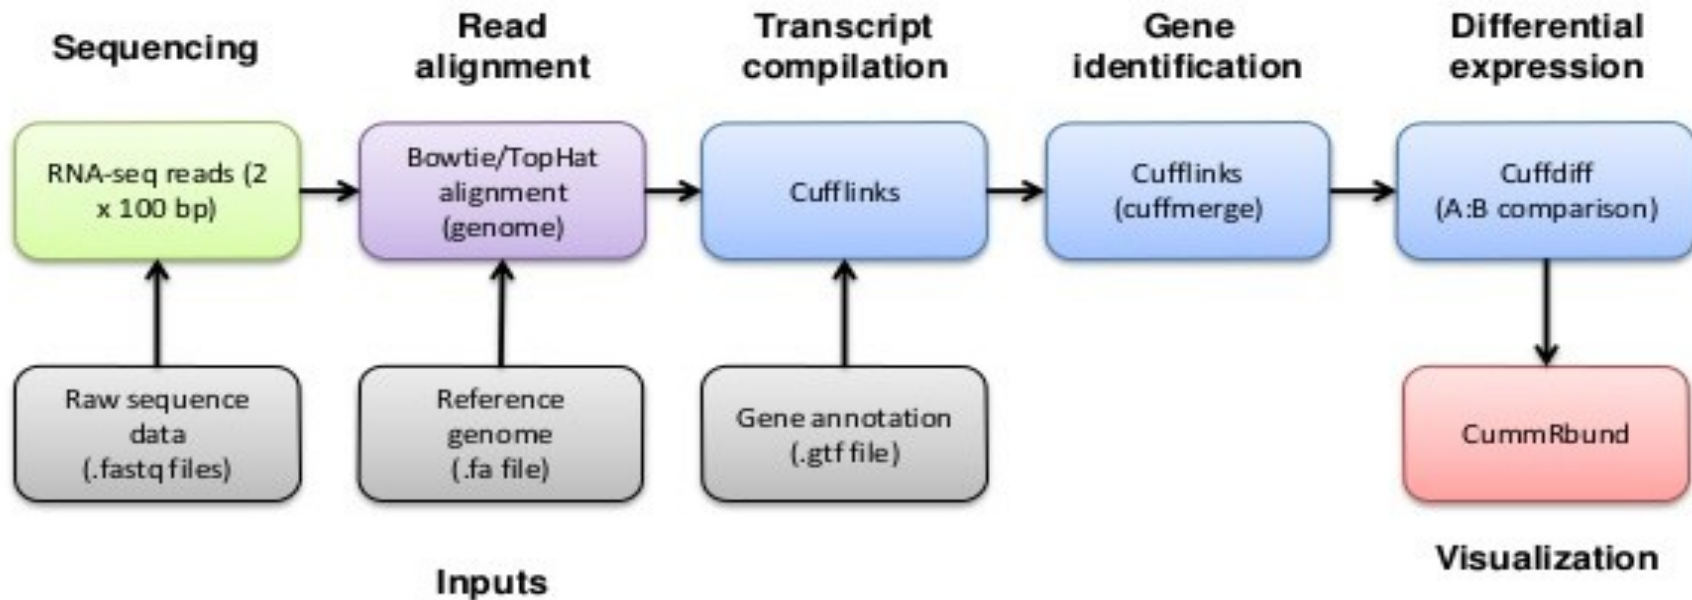 Sequencing
Read
alignment
Transcript
compilation
Gene
identification
Differential
expression
RNA-seq reads (2
x 100 bp)
Bowtie/TopHat
alignment
(genome)
Cufflinks
Cufflinks
(cuffmerge)
Cuffdiff
(A:B comparison)
Raw sequence
data
(.fastq files)
Reference
genome
(.fa file)
Gene annotation
(.gtf file)
CummRbund
Inputs
Visualization